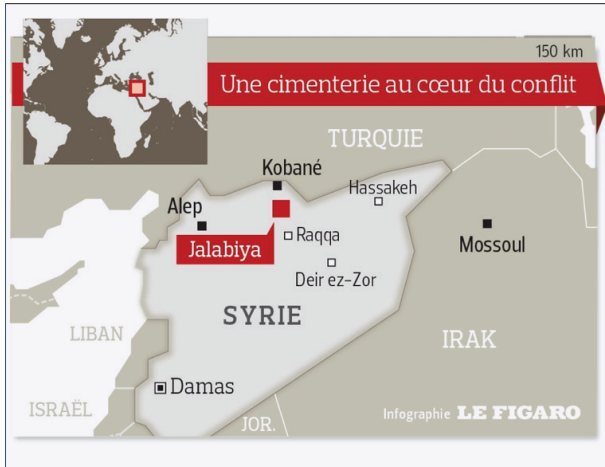 150 km
Une cimenterie au cœur du conflit
TURQUIE
Kobané
Hassakeh
Alep
Jalabiya
Raqqa
Mossoul
Deir ez-Zor
SYRIE
LIBAN
IRAK
Damas
ISRAËL
JOR.
Infographie LE FIGARO